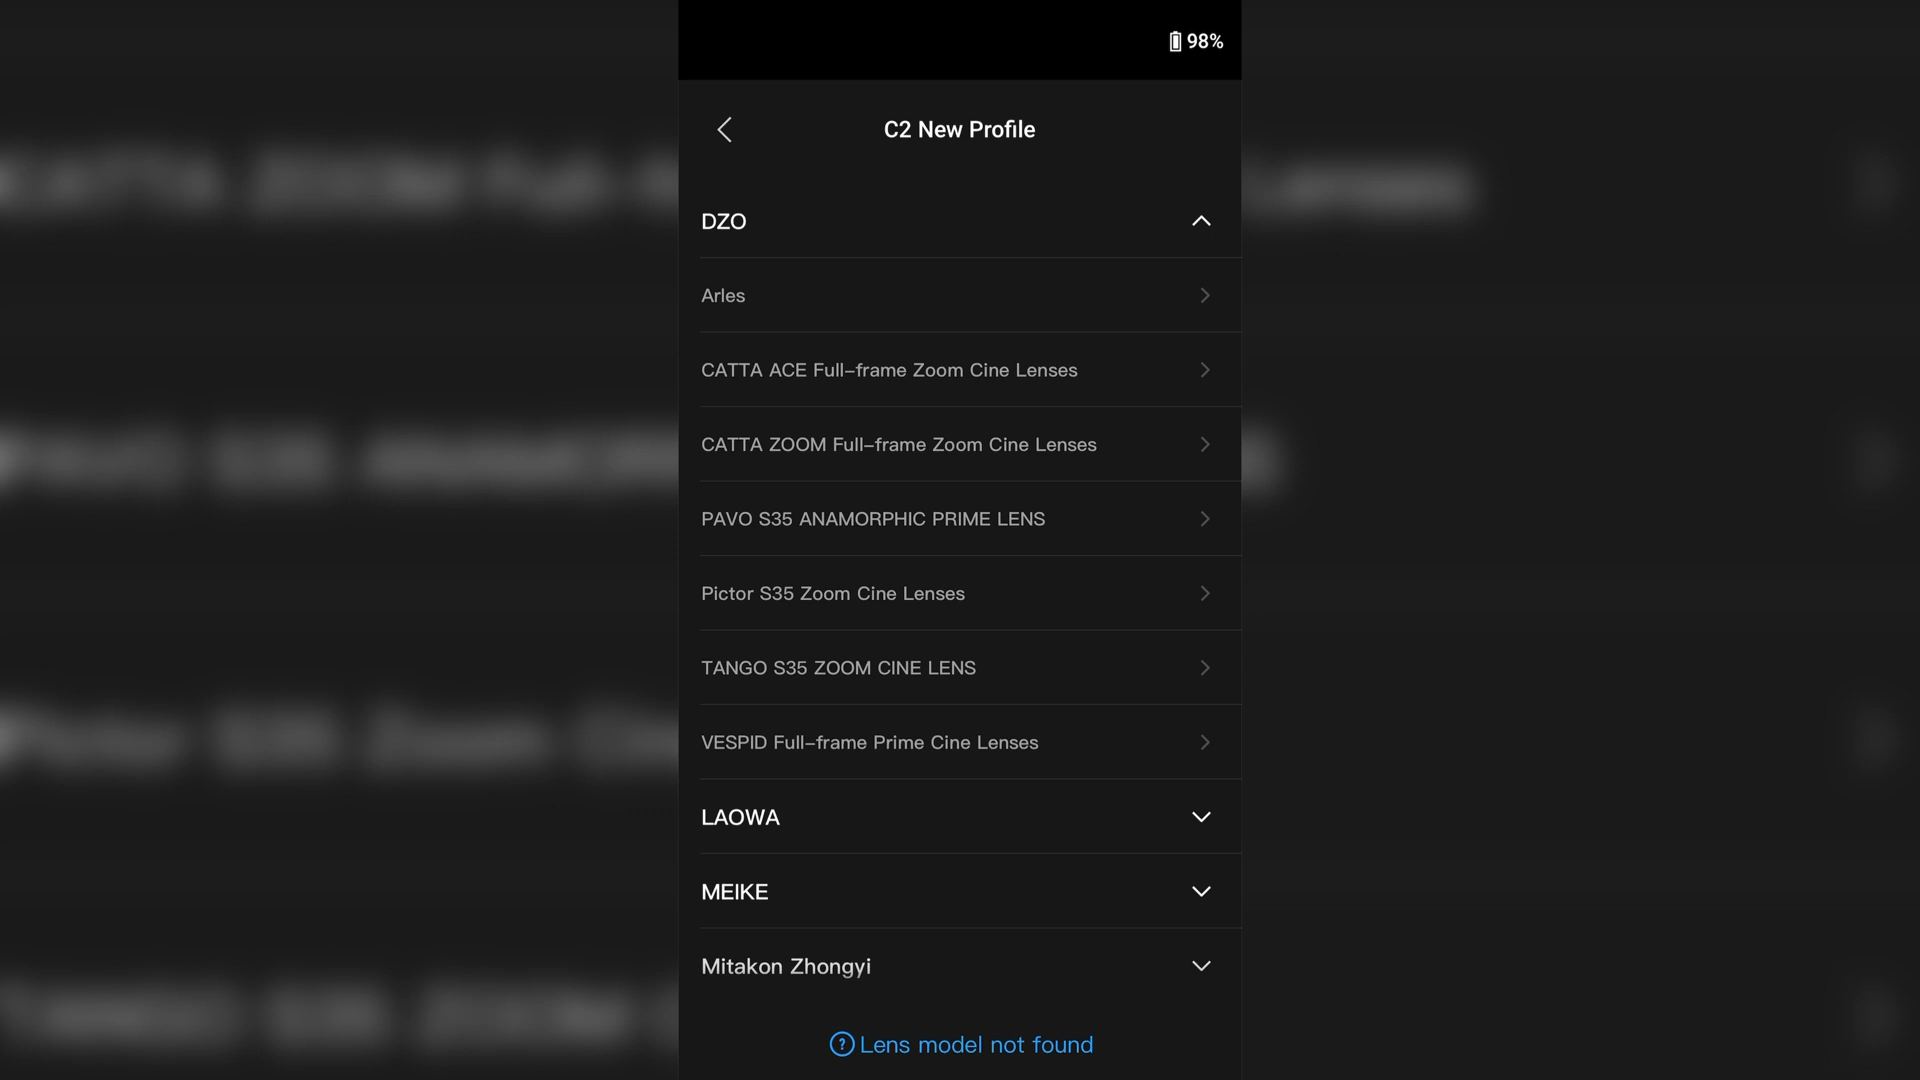 98%
C2 New Profile
DZO
Arles
CATTA ACE Full-frame Zoom Cine Lenses
CATTA ZOOM Full-frame Zoom Cine Lenses
PAVO S35 ANAMORPHIC PRIME LENS
Pictor S35 Zoom Cine Lenses
TANGO S35 ZOOM CINE LENS
VESPID Full-frame Prime Cine Lenses
LAOWA
MEIKE
Mitakon Zhongyi
? Lens model not found